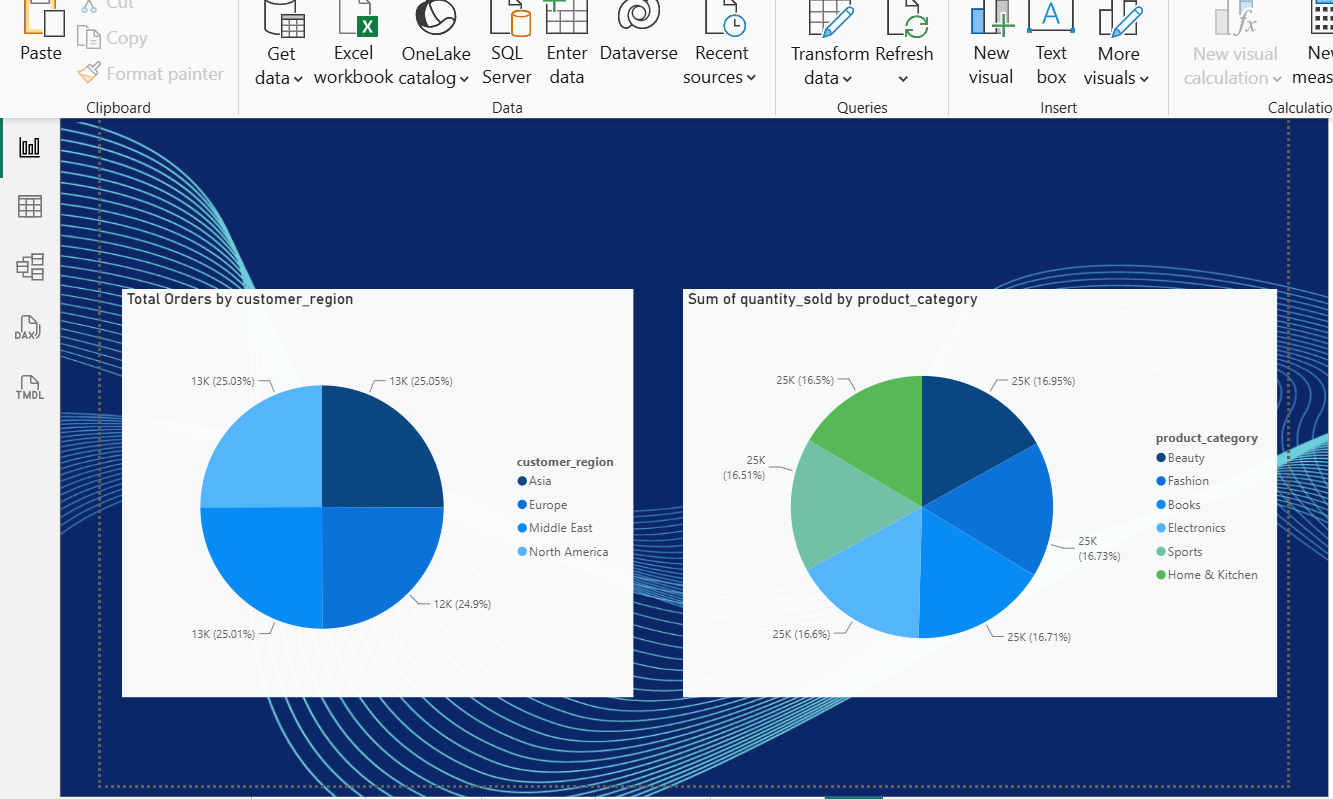 Cut
Copy
Format painter
Paste
Clipboard
Get data
Excel workbook
OneLake catalog
SQL Server
Enter data
Dataverse
Recent sources
Data
Transform data
Refresh
Queries
New visual
Text box
More visuals
Insert
New visual calculation
X
A
fx
DAX
TMDL
Total Orders by customer_region
13K (25.03%)
13K (25.05%)
13K (25.01%)
12K (24.9%)
customer_region
Asia
Europe
Middle East
North America
Sum of quantity_sold by product_category
25K (16.5%)
25K (16.95%)
25K
(16.51%)
25K
(16.73%)
25K (16.6%)
25K (16.71%)
product_category
Beauty
Fashion
Books
Electronics
Sports
Home & Kitchen